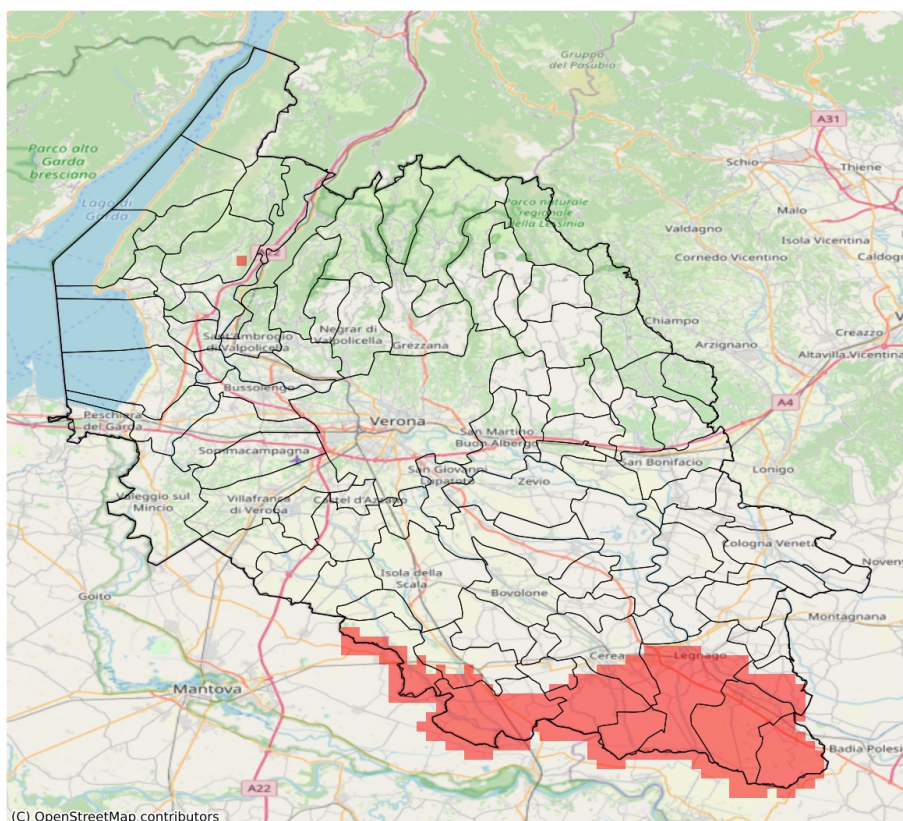 Gruppo
del Posubio
A31
Schio
Thiene
Parco alto
Garda
bresciano
Lago di
Garda
Parco naturale
regionale
della Lessinia
Malo
Valdagno
Isola Vicentina
Cornedo Vicentino
Caldogn
A22
Sant'Ambrogio
di Valpolicella
Negrar di
Valpolicella
Grezzana
Chiampo
Arzignano
Creazzo
Altavilla Vicentina
V
Bussolengo
A4
Peschiera
del Garda
Verona
San Martino
Buon Albergo
Sommacampagna
San Giovanni
Lupatoto
San Bonifacio
Lonigo
Zevio
Valeggio sul
Mincio
Villafranca
di Verona
Castel d'Azzano
Cologna Veneta
Noven
Isola della
Scala
Bovolone
Goito
Montagnana
Cerea
Legnago
Mantova
Badia Polesi
A22
(C) OpenStreetMap contributors